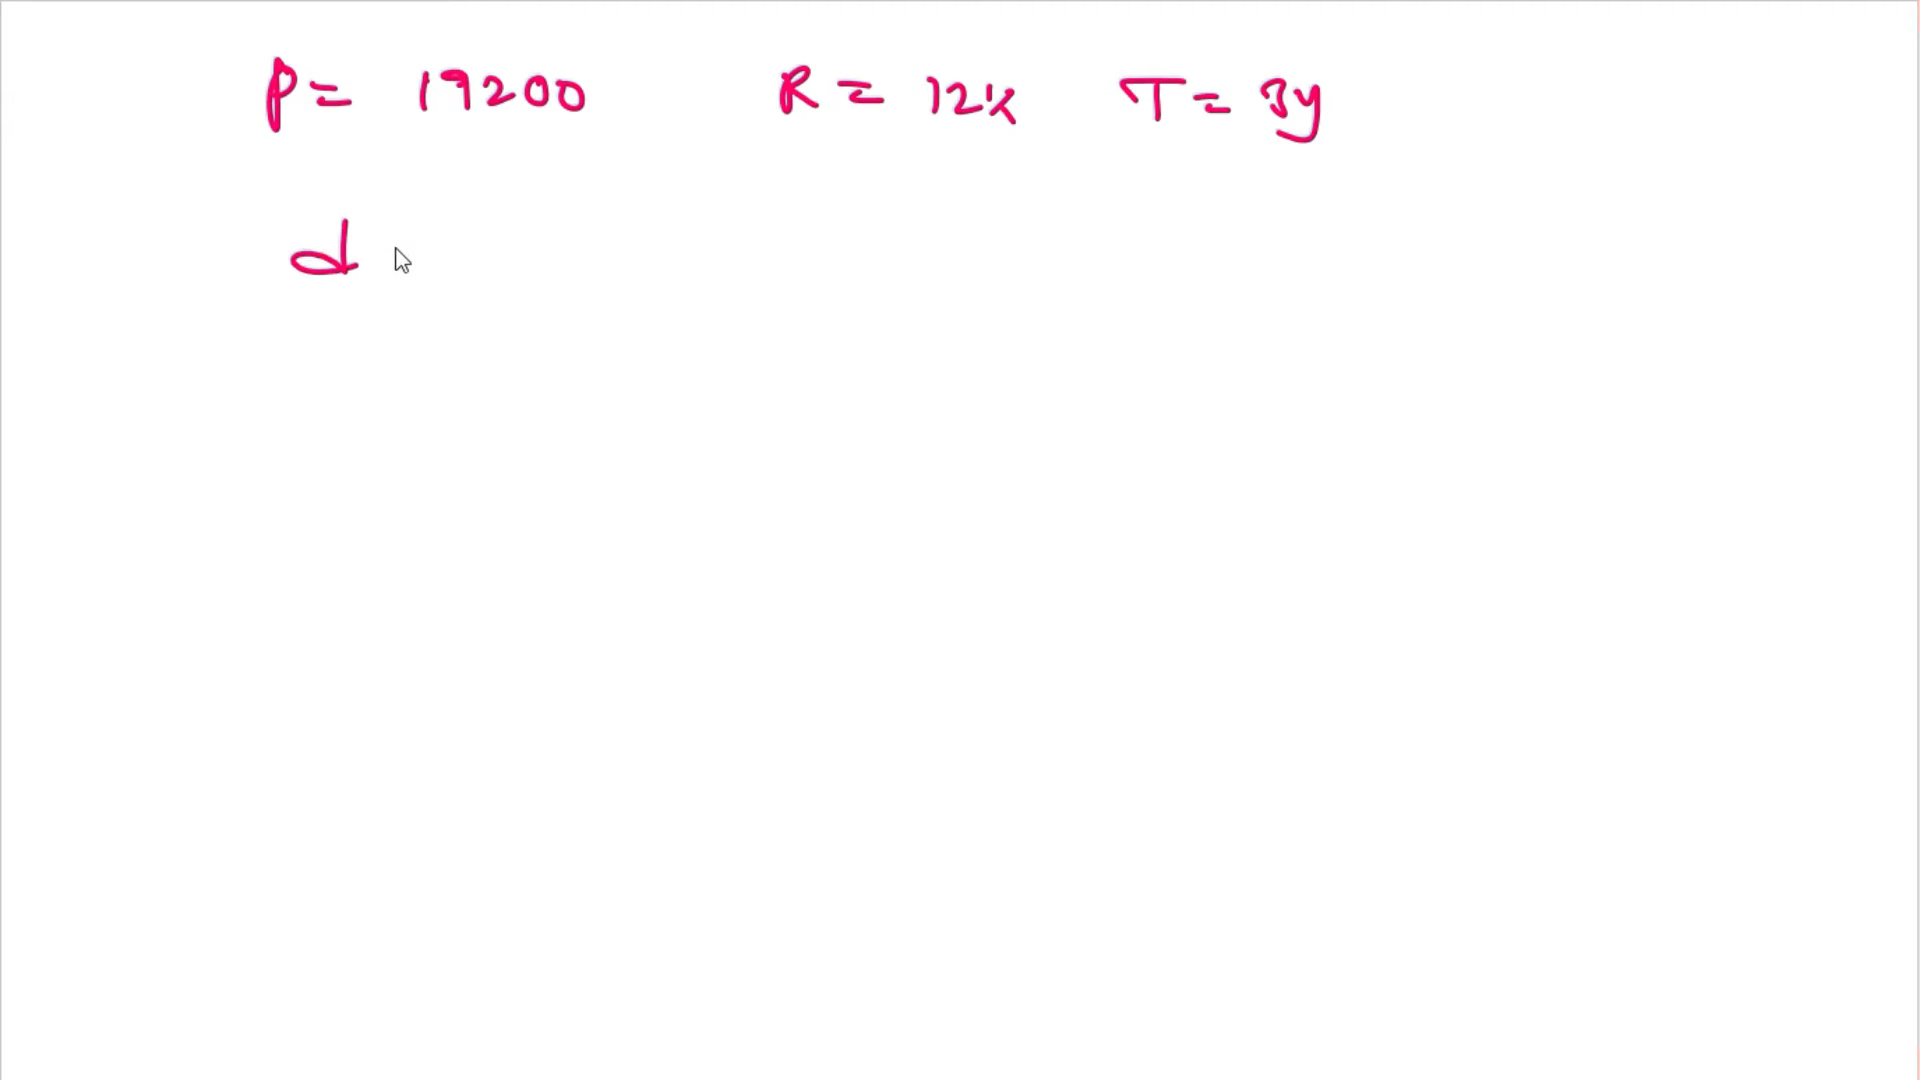 P = 19200 R = 12% T = 3y
d